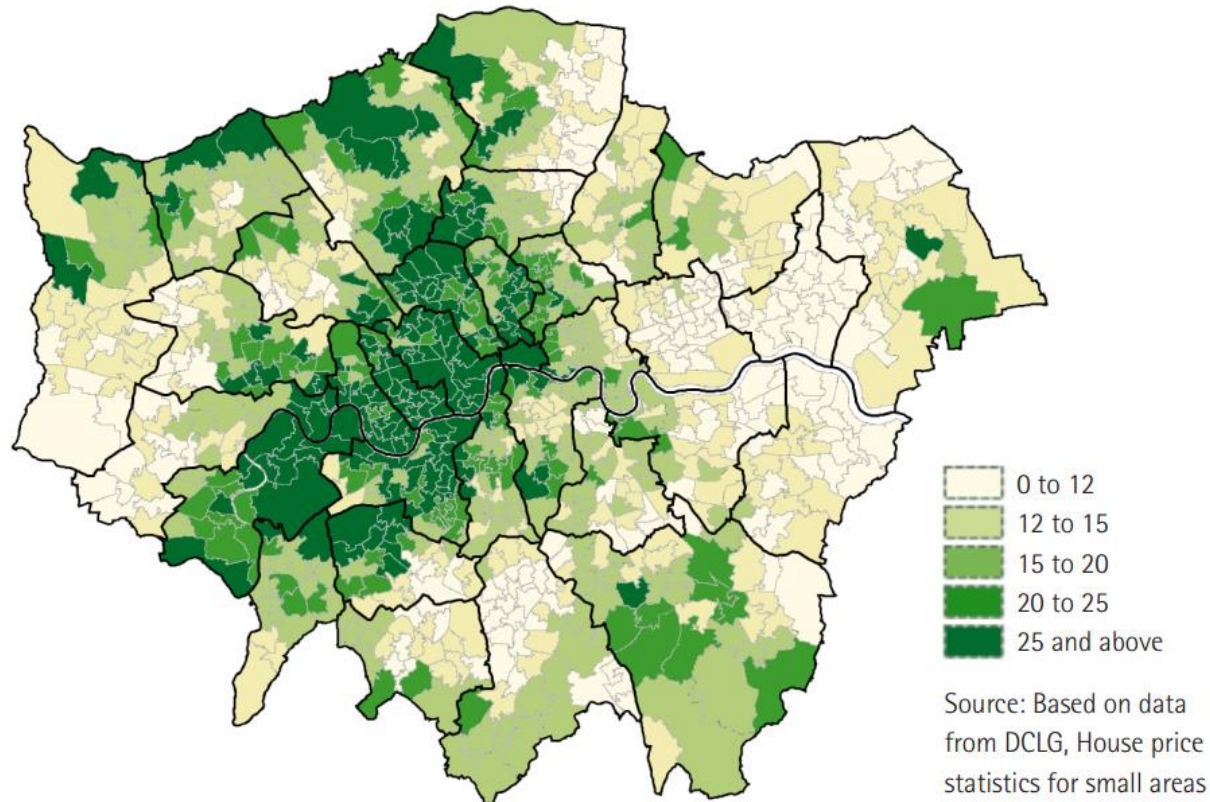 0 to 12
12 to 15
15 to 20
20 to 25
25 and above
Source: Based on data
from DCLG, House price
statistics for small areas